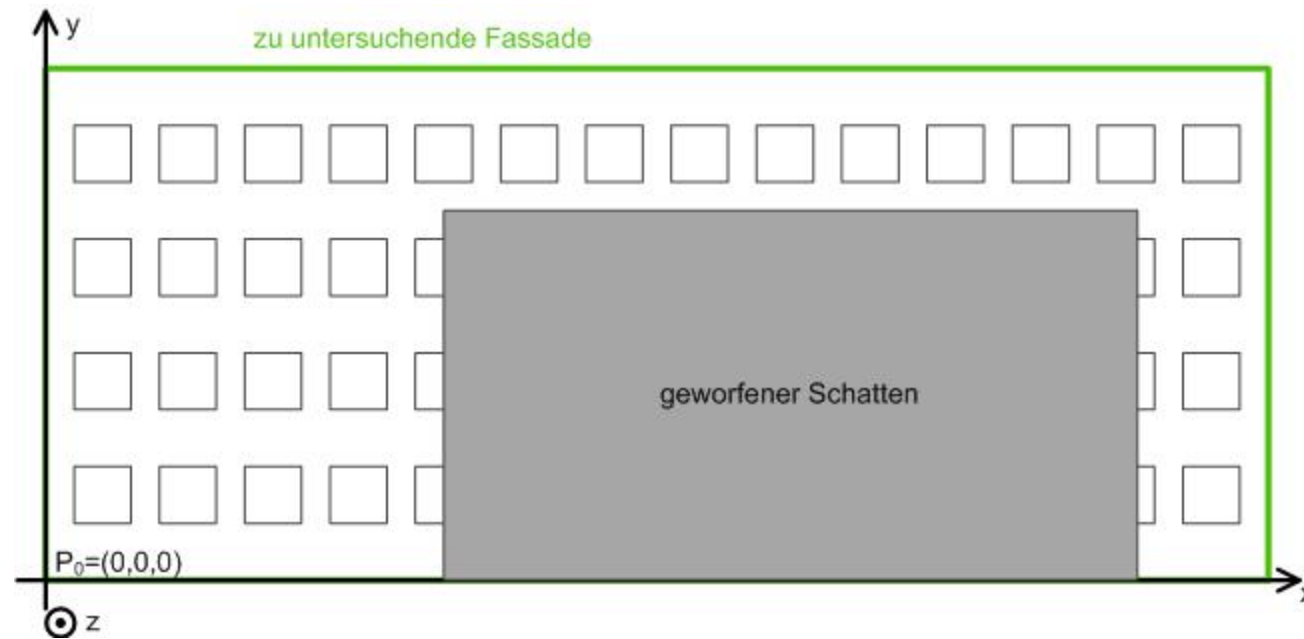 y
zu untersuchende Fassade
geworfener Schatten
P₀=(0,0,0)
x
z